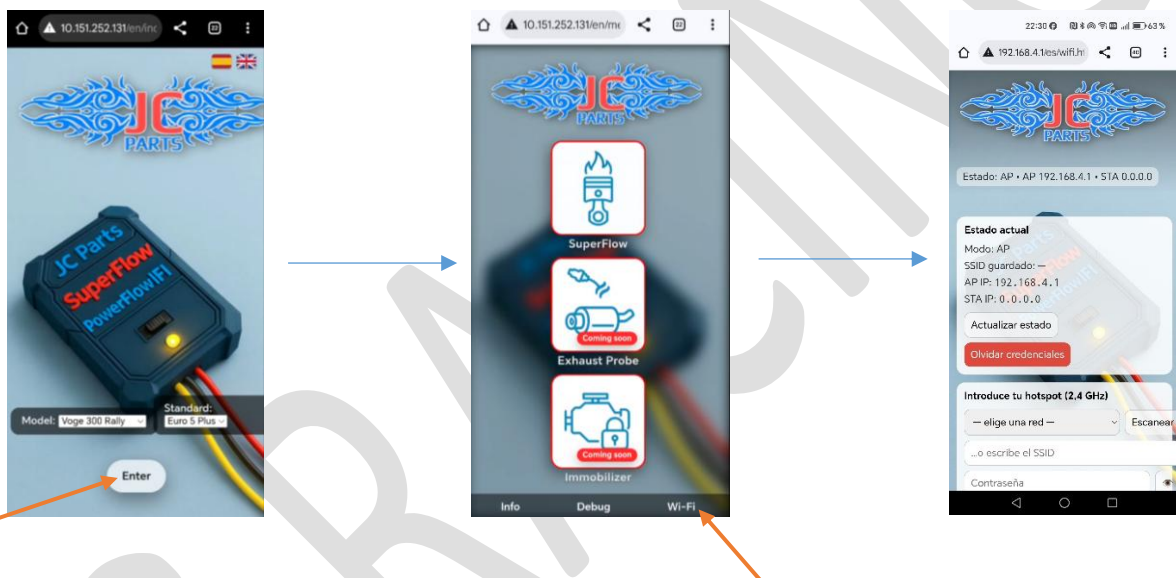 10.151.252.131/en/inc
22
JC
PARTS
JC Parts
SuperFlow
PowerFlowIFI
Model: Voge 300 Rally
Standard:
Euro 5 Plus
Enter
10.151.252.131/en/me
22
JC
PARTS
SuperFlow
Coming soon
Exhaust Probe
Coming soon
Immobilizer
Info Debug Wi-Fi
22:30 63 %
192.168.4.1/es/wifi.ht
JC
PARTS
Estado: AP • AP 192.168.4.1 • STA 0.0.0.0
Estado actual
Modo: AP
SSID guardado: —
AP IP: 192.168.4.1
STA IP: 0.0.0.0
Actualizar estado
Olvidar credenciales
Introduce tu hotspot (2,4 GHz)
— elige una red — Escanear
...o escribe el SSID
Contraseña